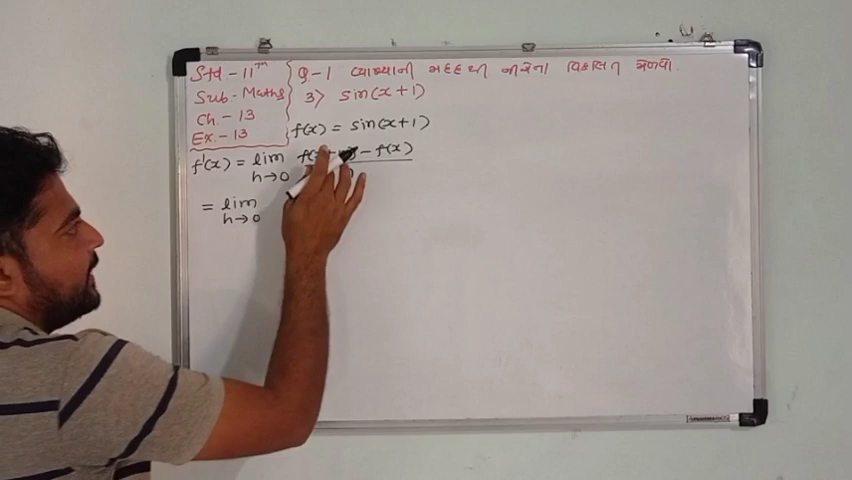 Std - 11th
Sub - Maths
Ch. - 13
Ex. - 13
Q-1 વ્યાખ્યાની મદદથી નીચેના વિકલિત મેળવો.
3> sin(x+1)
f(x) = sin(x+1)
f'(x) = lim h→0 - f(x)
= lim h→0